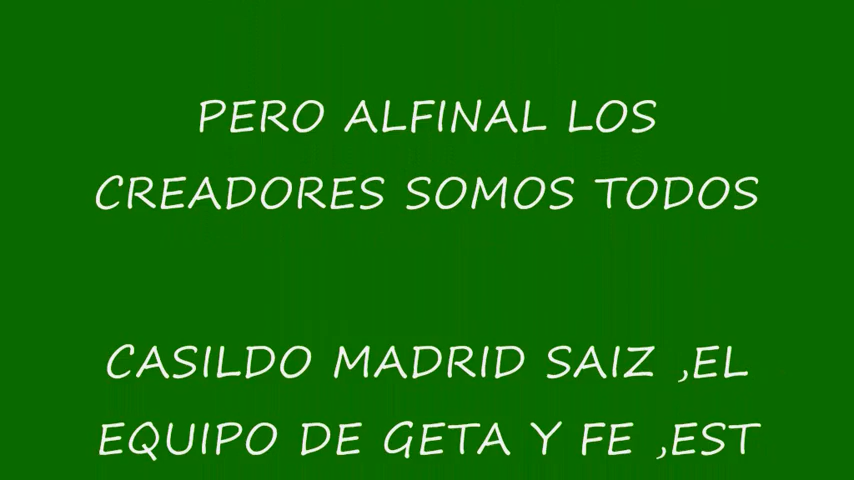 PERO ALFINAL LOS
CREADORES SOMOS TODOS
CASILDO MADRID SAIZ ,EL
EQUIPO DE GETA Y FE ,EST